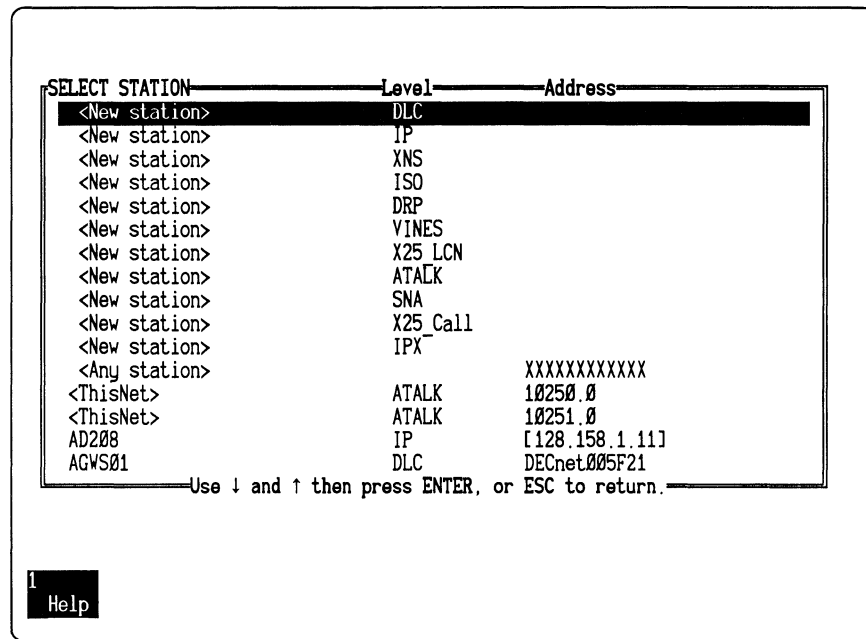 SELECT STATION Level Address
<New station> DLC
<New station> IP
<New station> XNS
<New station> ISO
<New station> DRP
<New station> VINES
<New station> X25_LCN
<New station> ATALK
<New station> SNA
<New station> X25_Call
<New station> IPX
<Any station> XXXXXXXXXXXX
<ThisNet> ATALK 10250.0
<ThisNet> ATALK 10251.0
AD208 IP [128.158.1.11]
AGWS01 DLC DECnet005F21
Use ↓ and ↑ then press ENTER, or ESC to return.
1
Help